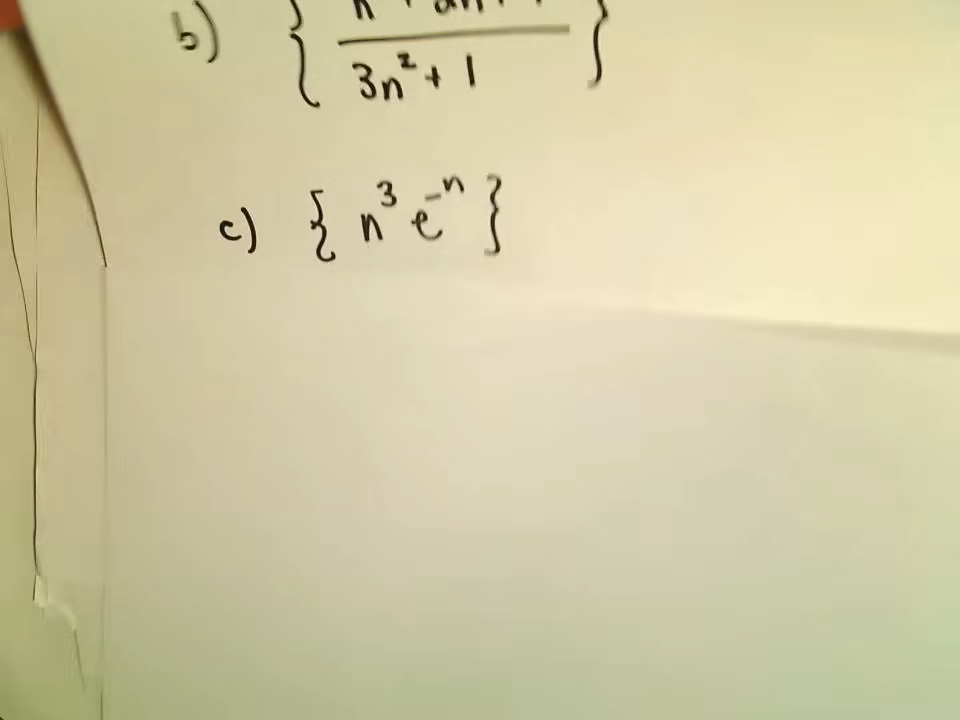 b) {
3n² + 1 }
c) { n³ e⁻ⁿ }